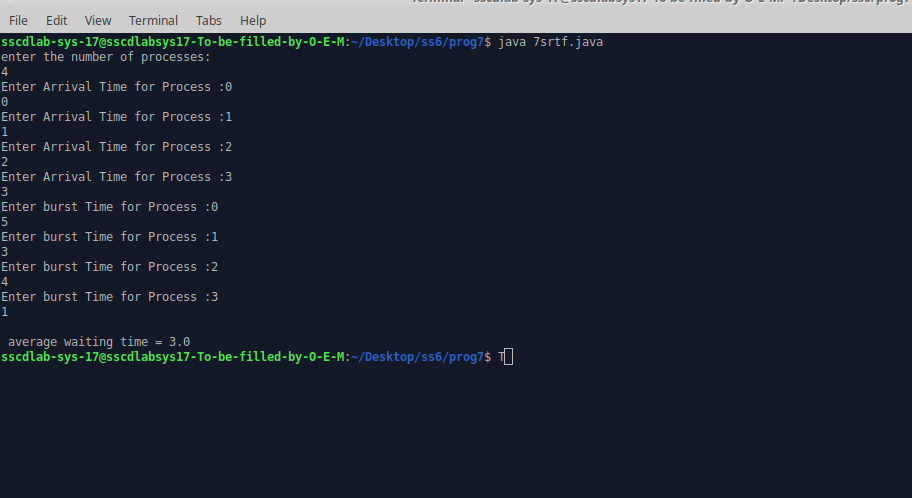 File Edit View Terminal Tabs Help
sscdlab-sys-17@sscdlabsys17-To-be-filled-by-O-E-M:~/Desktop/ss6/prog7$ java 7srtf.java
enter the number of processes:
4
Enter Arrival Time for Process :0
0
Enter Arrival Time for Process :1
1
Enter Arrival Time for Process :2
2
Enter Arrival Time for Process :3
3
Enter burst Time for Process :0
5
Enter burst Time for Process :1
3
Enter burst Time for Process :2
4
Enter burst Time for Process :3
1
average waiting time = 3.0
sscdlab-sys-17@sscdlabsys17-To-be-filled-by-O-E-M:~/Desktop/ss6/prog7$ T